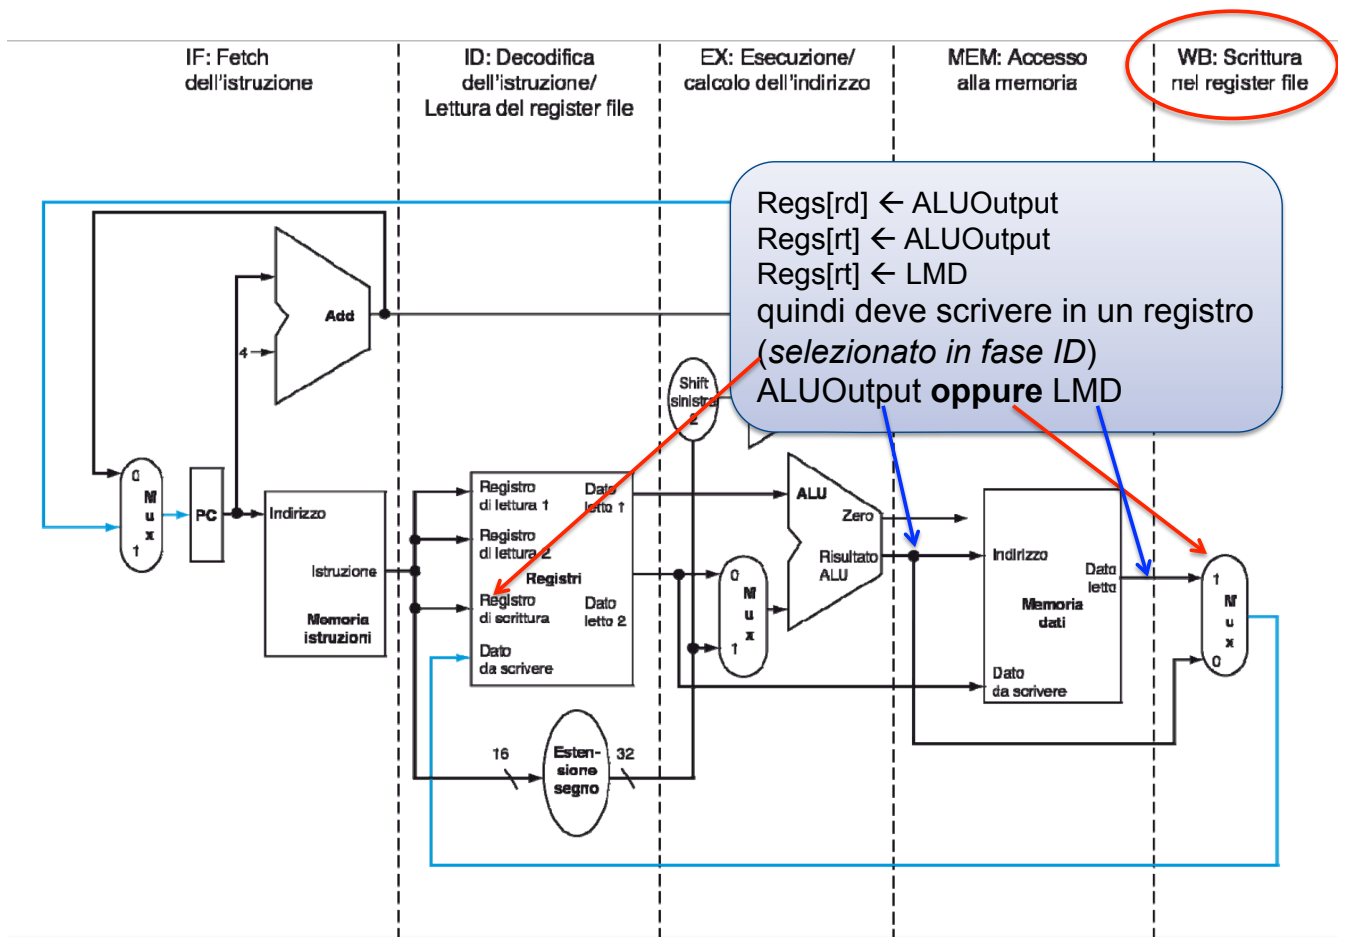 IF: Fetch
dell'istruzione
ID: Decodifica
dell'istruzione/
Lettura del register file
EX: Esecuzione/
calcolo dell'indirizzo
MEM: Accesso
alla memoria
WB: Scrittura
nel register file
Regs[rd] ← ALUOutput
Regs[rt] ← ALUOutput
Regs[rt] ← LMD
quindi deve scrivere in un registro
(selezionato in fase ID)
ALUOutput oppure LMD
Add
4
Shift
sinistra
2
0
M
u
x
1
PC
Indirizzo
Istruzione
Memoria
istruzioni
Registro
di lettura 1
Dato
letto 1
Registro
di lettura 2
Registri
Registro
di scrittura
Dato
letto 2
Dato
da scrivere
16
Esten-
sione
segno
32
0
M
u
x
1
ALU
Zero
Risultato
ALU
Indirizzo
Dato
letto
Memoria
dati
Dato
da scrivere
1
M
u
x
0